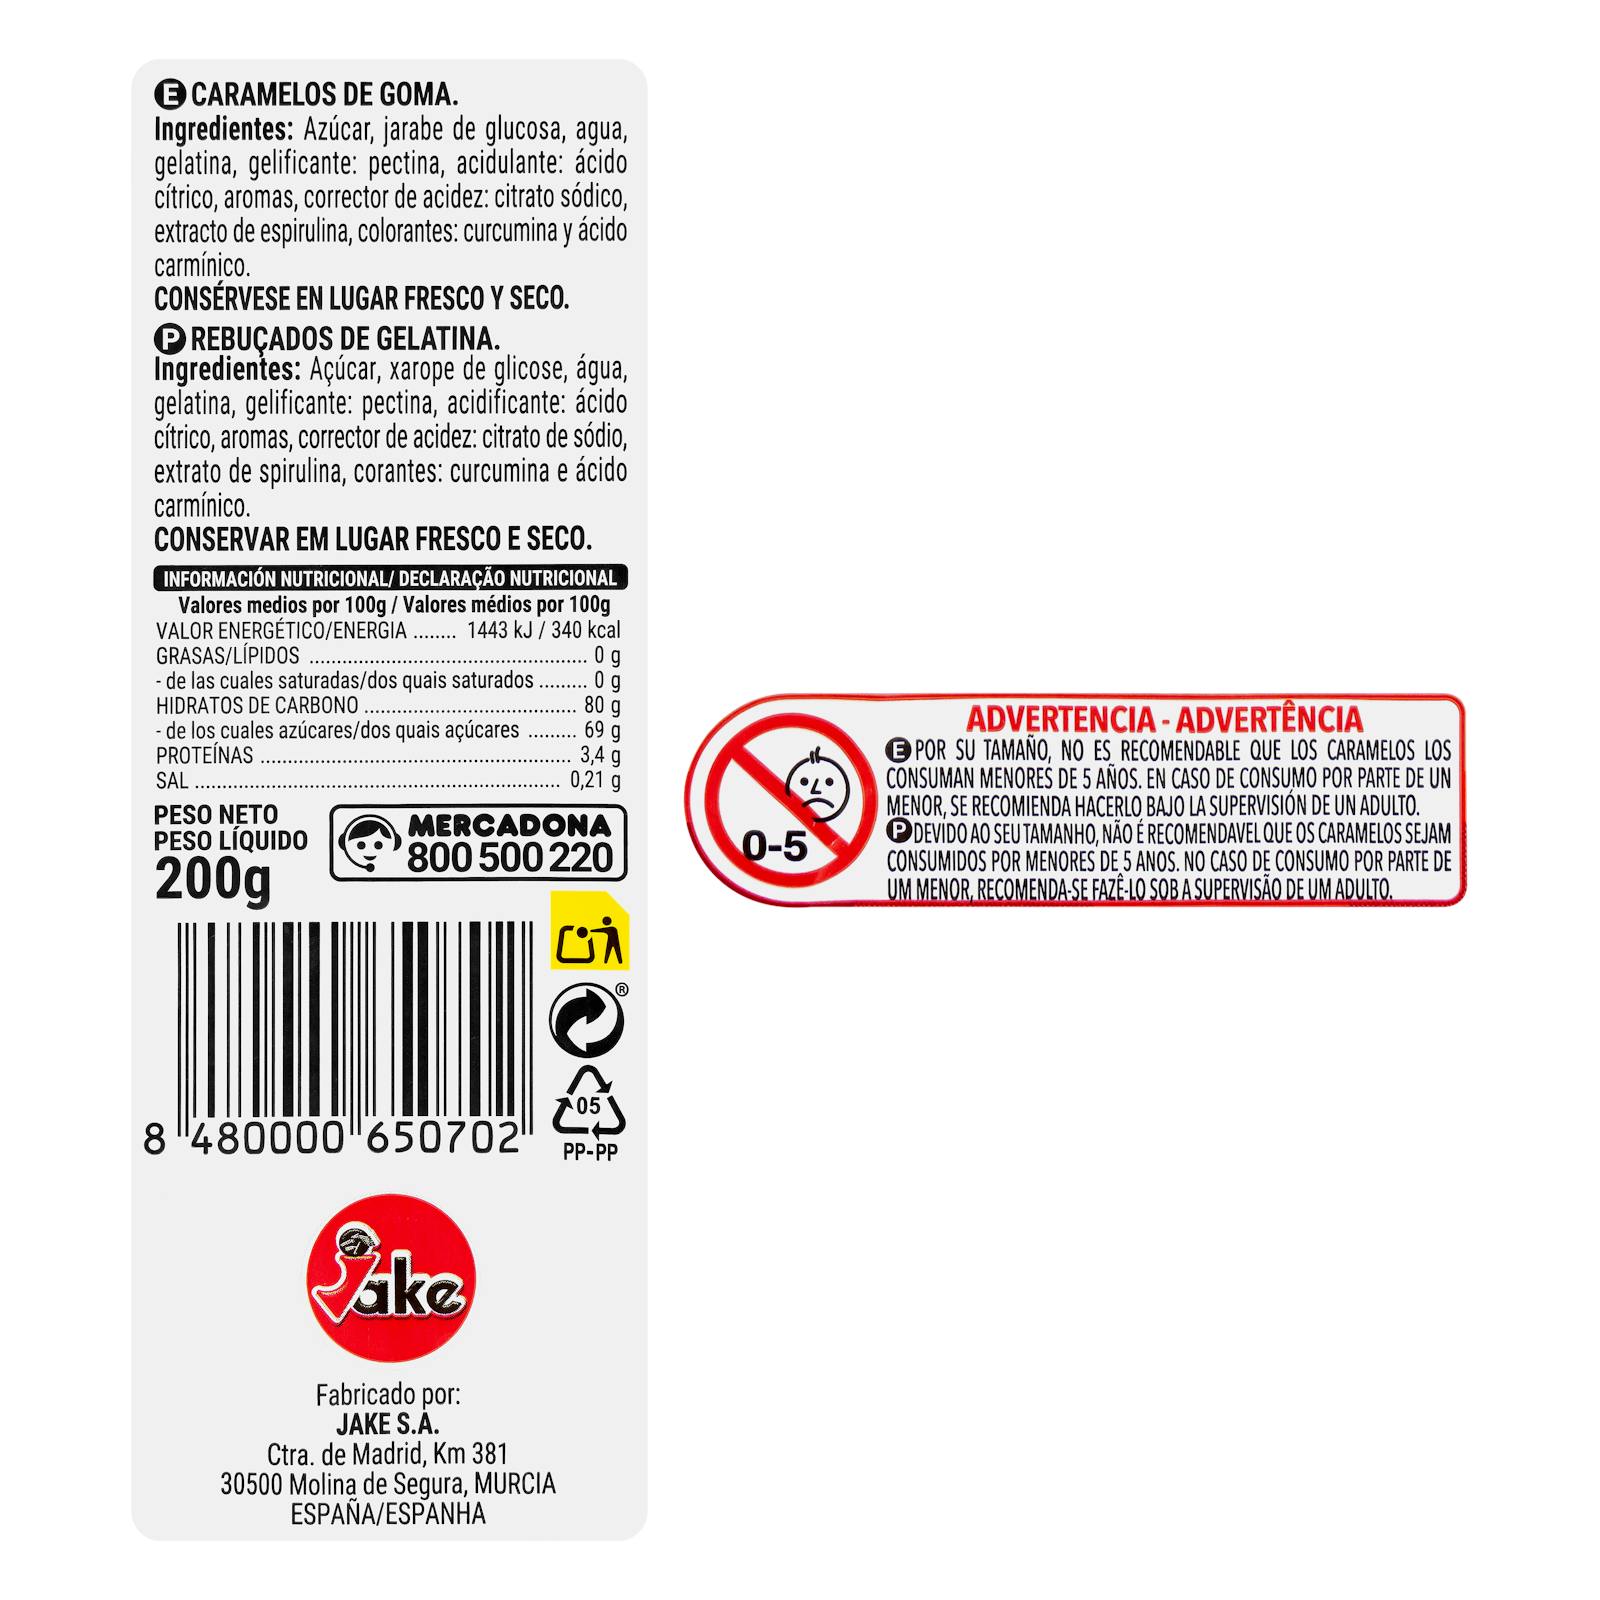 E CARAMELOS DE GOMA.
Ingredientes: Azúcar, jarabe de glucosa, agua,
gelatina, gelificante: pectina, acidulante: ácido
cítrico, aromas, corrector de acidez: citrato sódico,
extracto de espirulina, colorantes: curcumina y ácido
carmínico.
CONSÉRVESE EN LUGAR FRESCO Y SECO.
P REBUÇADOS DE GELATINA.
Ingredientes: Açúcar, xarope de glicose, água,
gelatina, gelificante: pectina, acidificante: ácido
cítrico, aromas, corrector de acidez: citrato de sódio,
extrato de spirulina, corantes: curcumina e ácido
carmínico.
CONSERVAR EM LUGAR FRESCO E SECO.
INFORMACIÓN NUTRICIONAL/ DECLARAÇÃO NUTRICIONAL
Valores medios por 100g / Valores médios por 100g
VALOR ENERGÉTICO/ENERGIA ........ 1443 kJ / 340 kcal
GRASAS/LÍPIDOS ................................................ 0 g
- de las cuales saturadas/dos quais saturados ......... 0 g
HIDRATOS DE CARBONO ..................................... 80 g
- de los cuales azúcares/dos quais açúcares ......... 69 g
PROTEÍNAS ..................................................... 3,4 g
SAL .............................................................. 0,21 g
PESO NETO
PESO LÍQUIDO
200g
MERCADONA
800 500 220
8 480000 650702
®
05
PP-PP
Jake
Fabricado por:
JAKE S.A.
Ctra. de Madrid, Km 381
30500 Molina de Segura, MURCIA
ESPAÑA/ESPANHA
0-5
ADVERTENCIA - ADVERTÊNCIA
E POR SU TAMAÑO, NO ES RECOMENDABLE QUE LOS CARAMELOS LOS
CONSUMAN MENORES DE 5 AÑOS. EN CASO DE CONSUMO POR PARTE DE UN
MENOR, SE RECOMIENDA HACERLO BAJO LA SUPERVISIÓN DE UN ADULTO.
P DEVIDO AO SEU TAMANHO, NÃO É RECOMENDAVEL QUE OS CARAMELOS SEJAM
CONSUMIDOS POR MENORES DE 5 ANOS. NO CASO DE CONSUMO POR PARTE DE
UM MENOR, RECOMENDA-SE FAZÊ-LO SOB A SUPERVISÃO DE UM ADULTO.